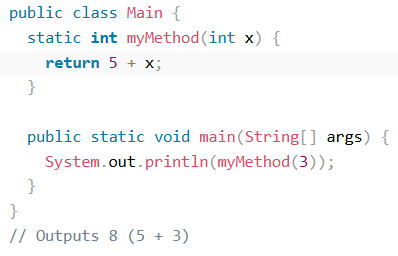 public class Main {
  static int myMethod(int x) {
    return 5 + x;
  }

  public static void main(String[] args) {
    System.out.println(myMethod(3));
  }
}
// Outputs 8 (5 + 3)